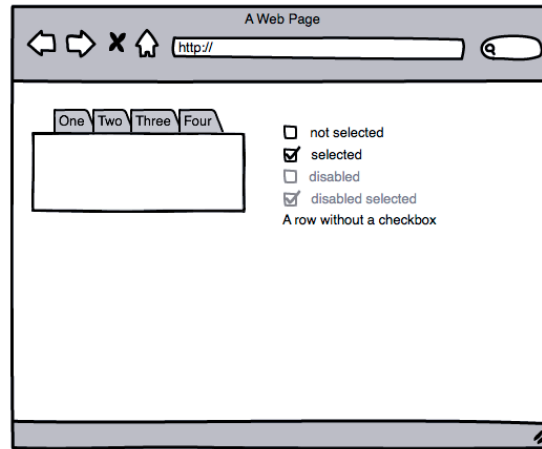 A Web Page
http://
One Two Three Four
not selected
selected
disabled
disabled selected
A row without a checkbox